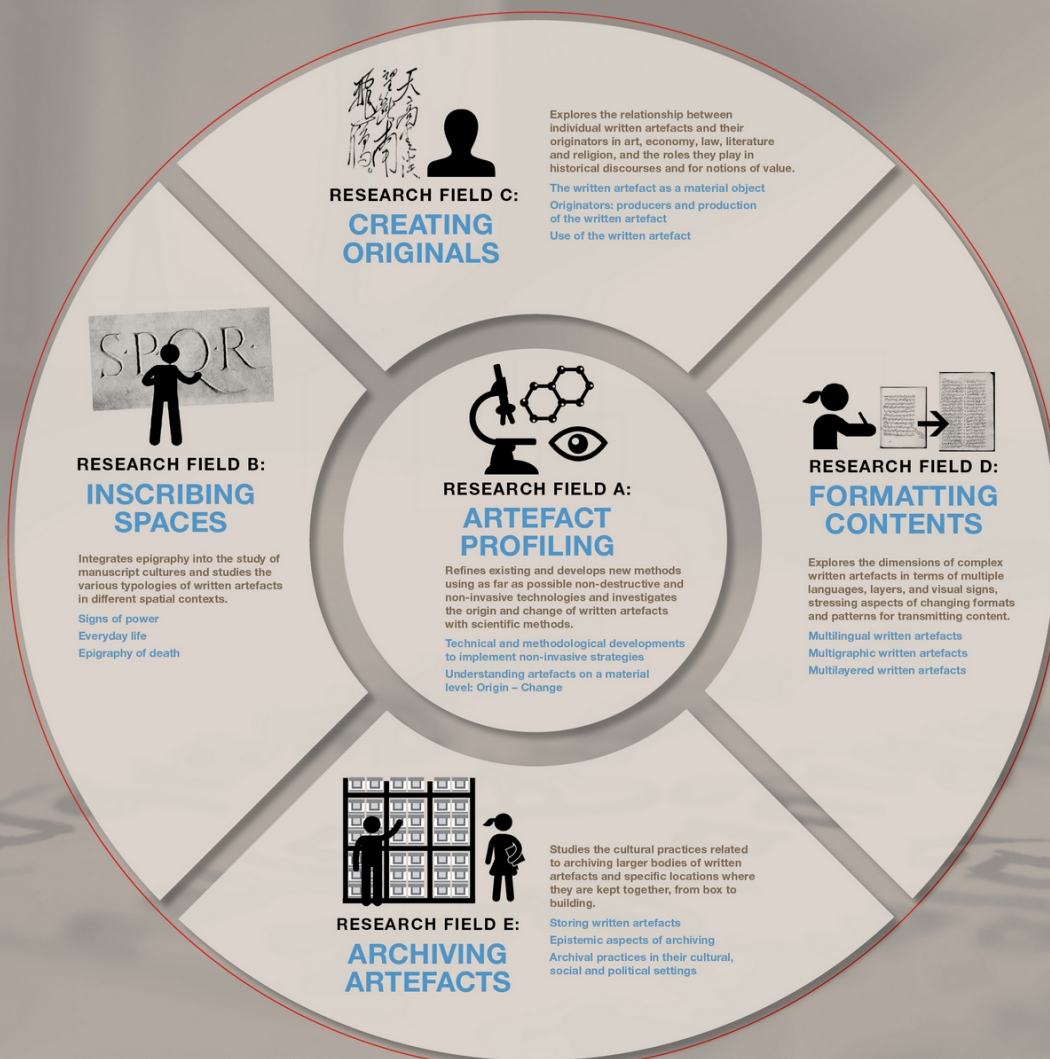 RESEARCH FIELD C:
CREATING
ORIGINALS
Explores the relationship between
individual written artefacts and their
originators in art, economy, law, literature
and religion, and the roles they play in
historical discourses and for notions of value.
The written artefact as a material object
Originators: producers and production
of the written artefact
Use of the written artefact
S·P·Q·R·
RESEARCH FIELD B:
INSCRIBING
SPACES
Integrates epigraphy into the study of
manuscript cultures and studies the
various typologies of written artefacts
in different spatial contexts.
Signs of power
Everyday life
Epigraphy of death
RESEARCH FIELD A:
ARTEFACT
PROFILING
Refines existing and develops new methods
using as far as possible non-destructive and
non-invasive technologies and investigates
the origin and change of written artefacts
with scientific methods.
Technical and methodological developments
to implement non-invasive strategies
Understanding artefacts on a material
level: Origin – Change
RESEARCH FIELD D:
FORMATTING
CONTENTS
Explores the dimensions of complex
written artefacts in terms of multiple
languages, layers, and visual signs,
stressing aspects of changing formats
and patterns for transmitting content.
Multilingual written artefacts
Multigraphic written artefacts
Multilayered written artefacts
RESEARCH FIELD E:
ARCHIVING
ARTEFACTS
Studies the cultural practices related
to archiving larger bodies of written
artefacts and specific locations where
they are kept together, from box to
building.
Storing written artefacts
Epistemic aspects of archiving
Archival practices in their cultural,
social and political settings